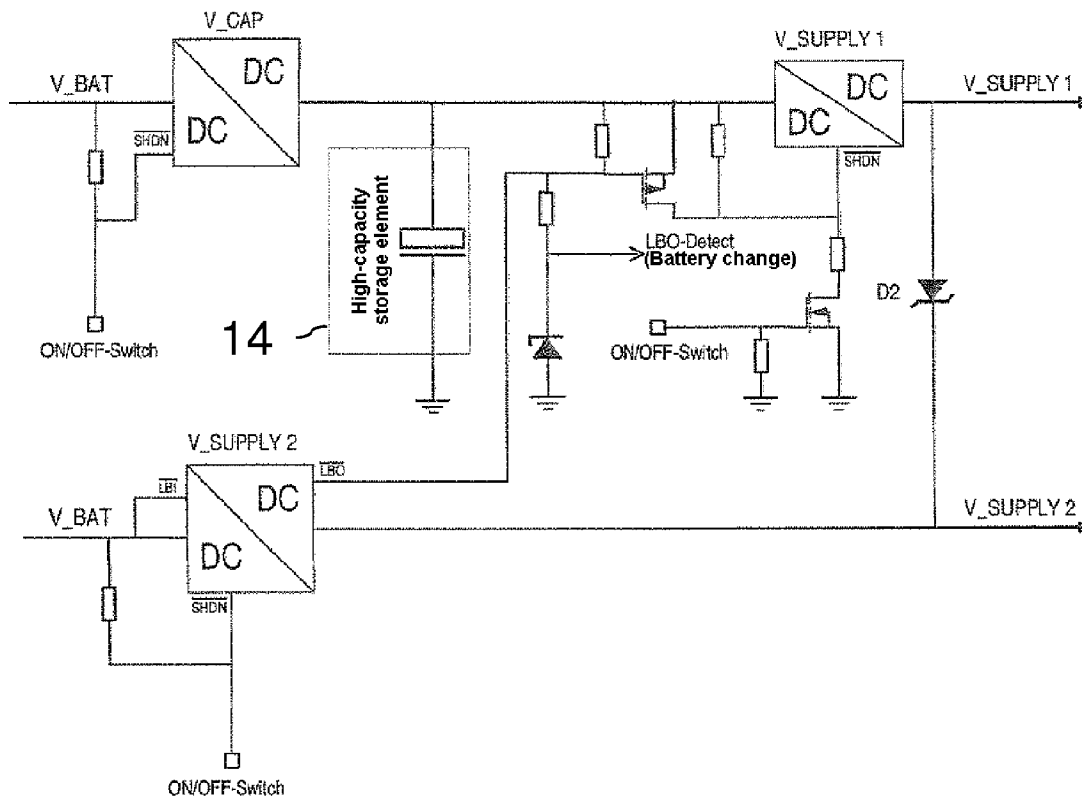 V_CAP
V_BAT
DC
DC
SHDN
ON/OFF-Switch
High-capacity
storage element
14
V_SUPPLY 1
DC
DC
SHDN
V_SUPPLY 1
LBO-Detect
(Battery change)
ON/OFF-Switch
D2
V_SUPPLY 2
LBI
LBO
V_BAT
DC
DC
SHDN
V_SUPPLY 2
ON/OFF-Switch